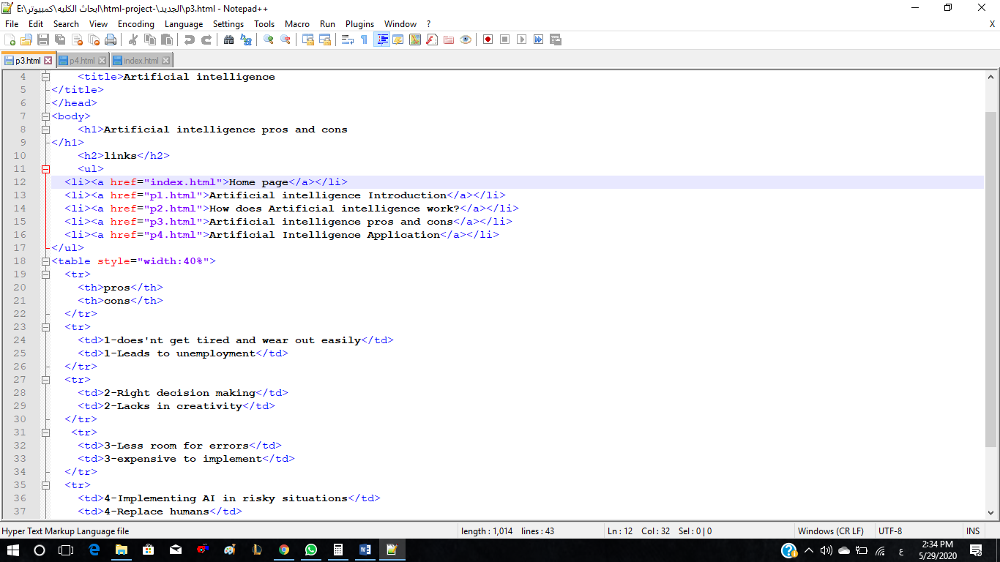 E:\ابحاث الكليه\كمبيوتر\html-project-\الجديد\p3.html - Notepad++
File Edit Search View Encoding Language Settings Tools Macro Run Plugins Window ? X
p3.html p4.html index.html
4 <title>Artificial intelligence
5 </title>
6 </head>
7 <body>
8 <h1>Artificial intelligence pros and cons
9 </h1>
10 <h2>links</h2>
11 <ul>
12 <li><a href="index.html">Home page</a></li>
13 <li><a href="p1.html">Artificial intelligence Introduction</a></li>
14 <li><a href="p2.html">How does Artificial intelligence work?</a></li>
15 <li><a href="p3.html">Artificial intelligence pros and cons</a></li>
16 <li><a href="p4.html">Artificial Intelligence Application</a></li>
17 </ul>
18 <table style="width:40%">
19 <tr>
20 <th>pros</th>
21 <th>cons</th>
22 </tr>
23 <tr>
24 <td>1-does'nt get tired and wear out easily</td>
25 <td>1-Leads to unemployment</td>
26 </tr>
27 <tr>
28 <td>2-Right decision making</td>
29 <td>2-Lacks in creativity</td>
30 </tr>
31 <tr>
32 <td>3-Less room for errors</td>
33 <td>3-expensive to implement</td>
34 </tr>
35 <tr>
36 <td>4-Implementing AI in risky situations</td>
37 <td>4-Replace humans</td>
Hyper Text Markup Language file length : 1,014 lines : 43 Ln : 12 Col : 32 Sel : 0 | 0 Windows (CR LF) UTF-8 INS
ع 2:34 PM
5/29/2020